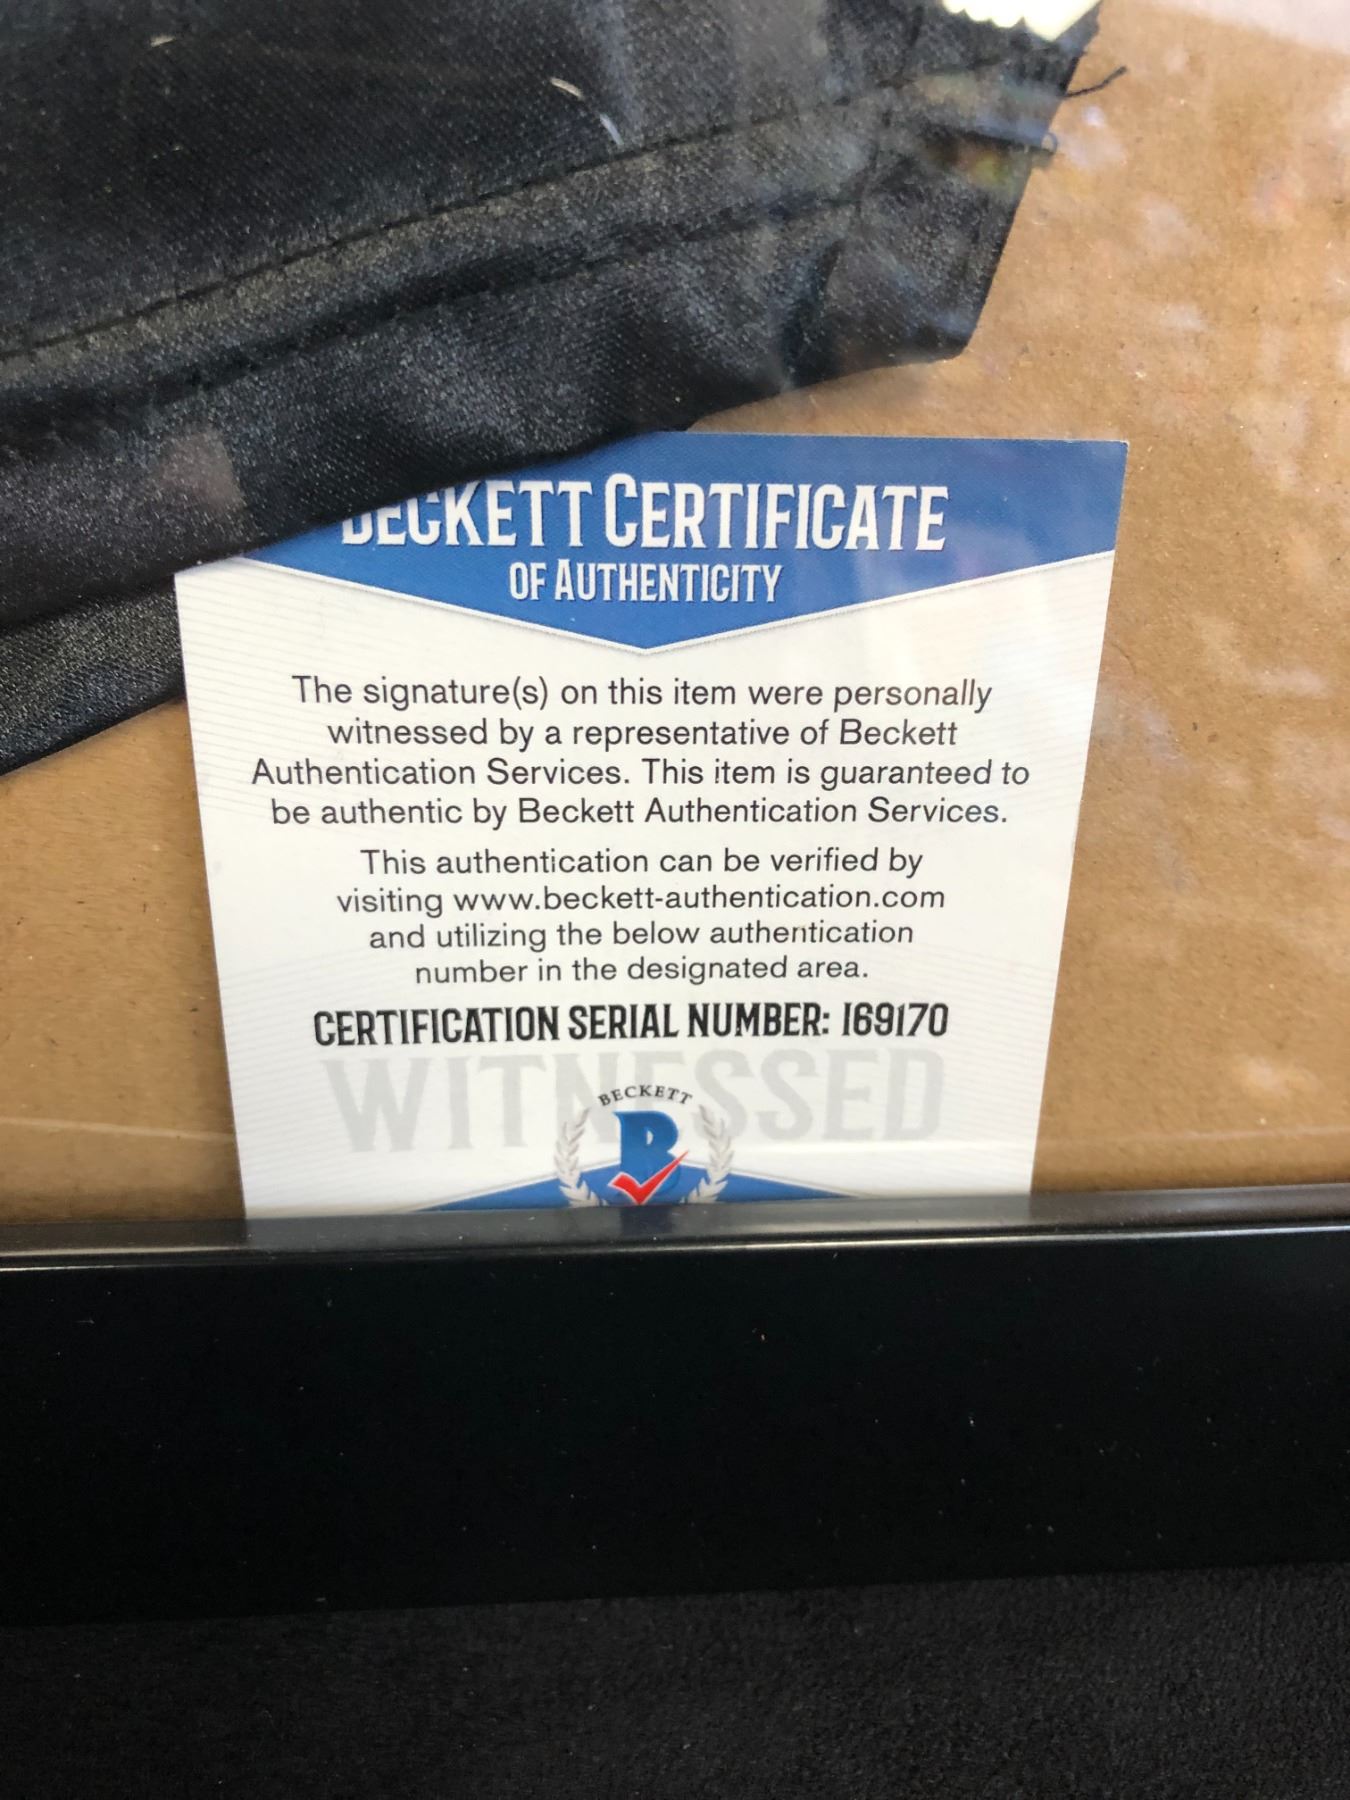 BECKETT CERTIFICATE
OF AUTHENTICITY
The signature(s) on this item were personally
witnessed by a representative of Beckett
Authentication Services. This item is guaranteed to
be authentic by Beckett Authentication Services.
This authentication can be verified by
visiting www.beckett-authentication.com
and utilizing the below authentication
number in the designated area.
CERTIFICATION SERIAL NUMBER: I69170
WITNESSED
BECKETT
B